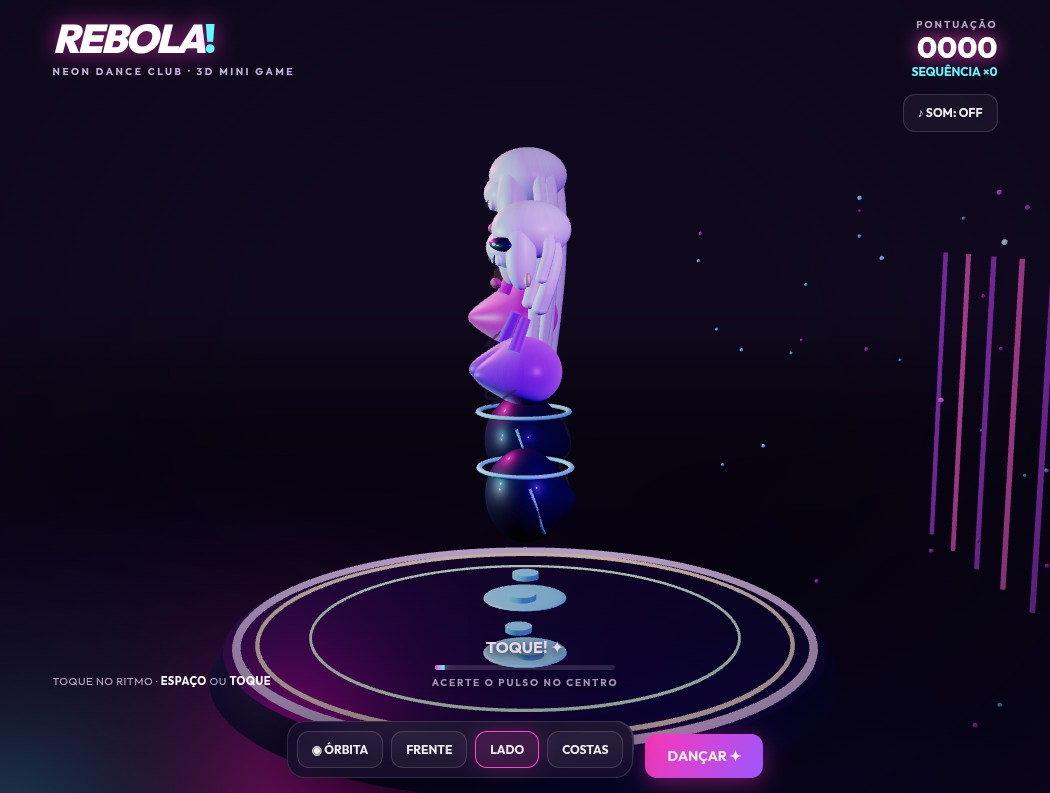 REBOLA!
NEON DANCE CLUB · 3D MINI GAME
PONTUAÇÃO
0000
SEQUÊNCIA ×0
♪ SOM: OFF
TOQUE! ✦
ACERTE O PULSO NO CENTRO
TOQUE NO RITMO · ESPAÇO OU TOQUE
◉ ÓRBITA
FRENTE
LADO
COSTAS
DANÇAR ✦